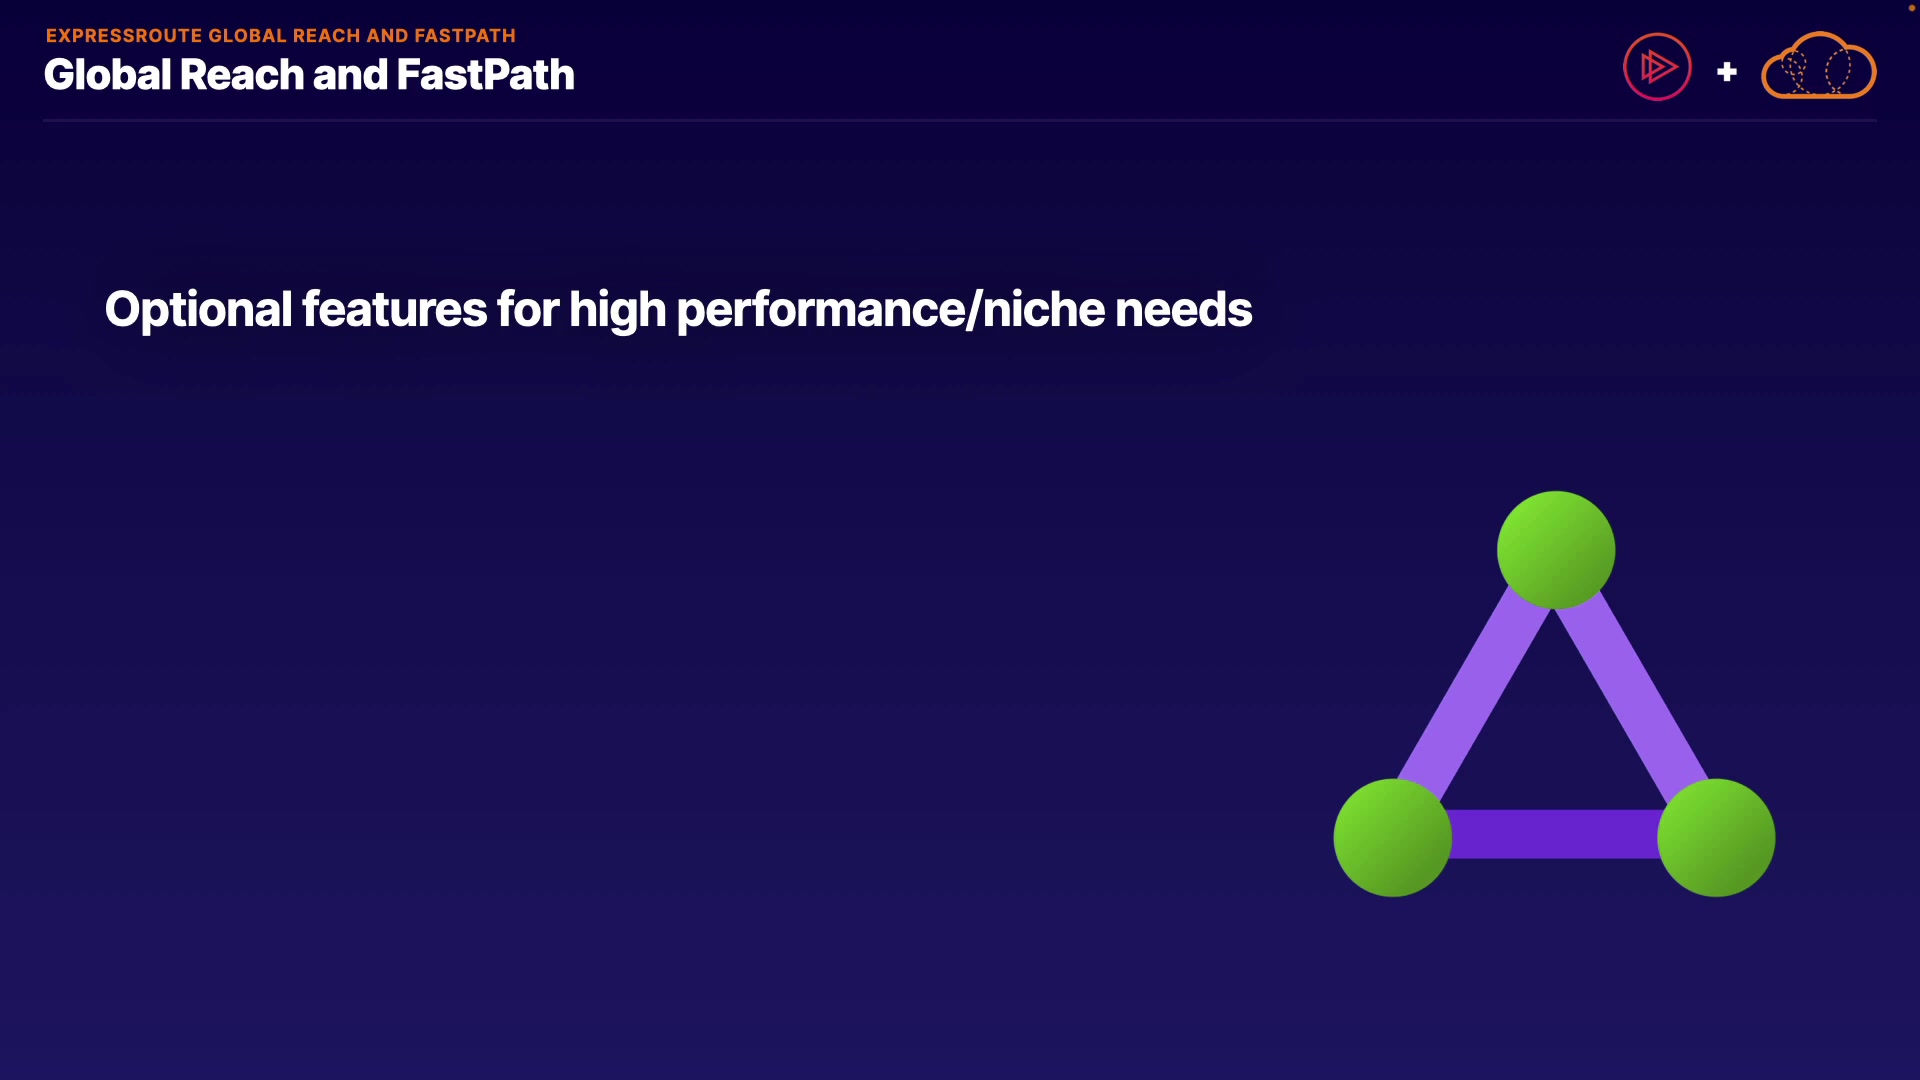 EXPRESSROUTE GLOBAL REACH AND FASTPATH
Global Reach and FastPath
+
Optional features for high performance/niche needs